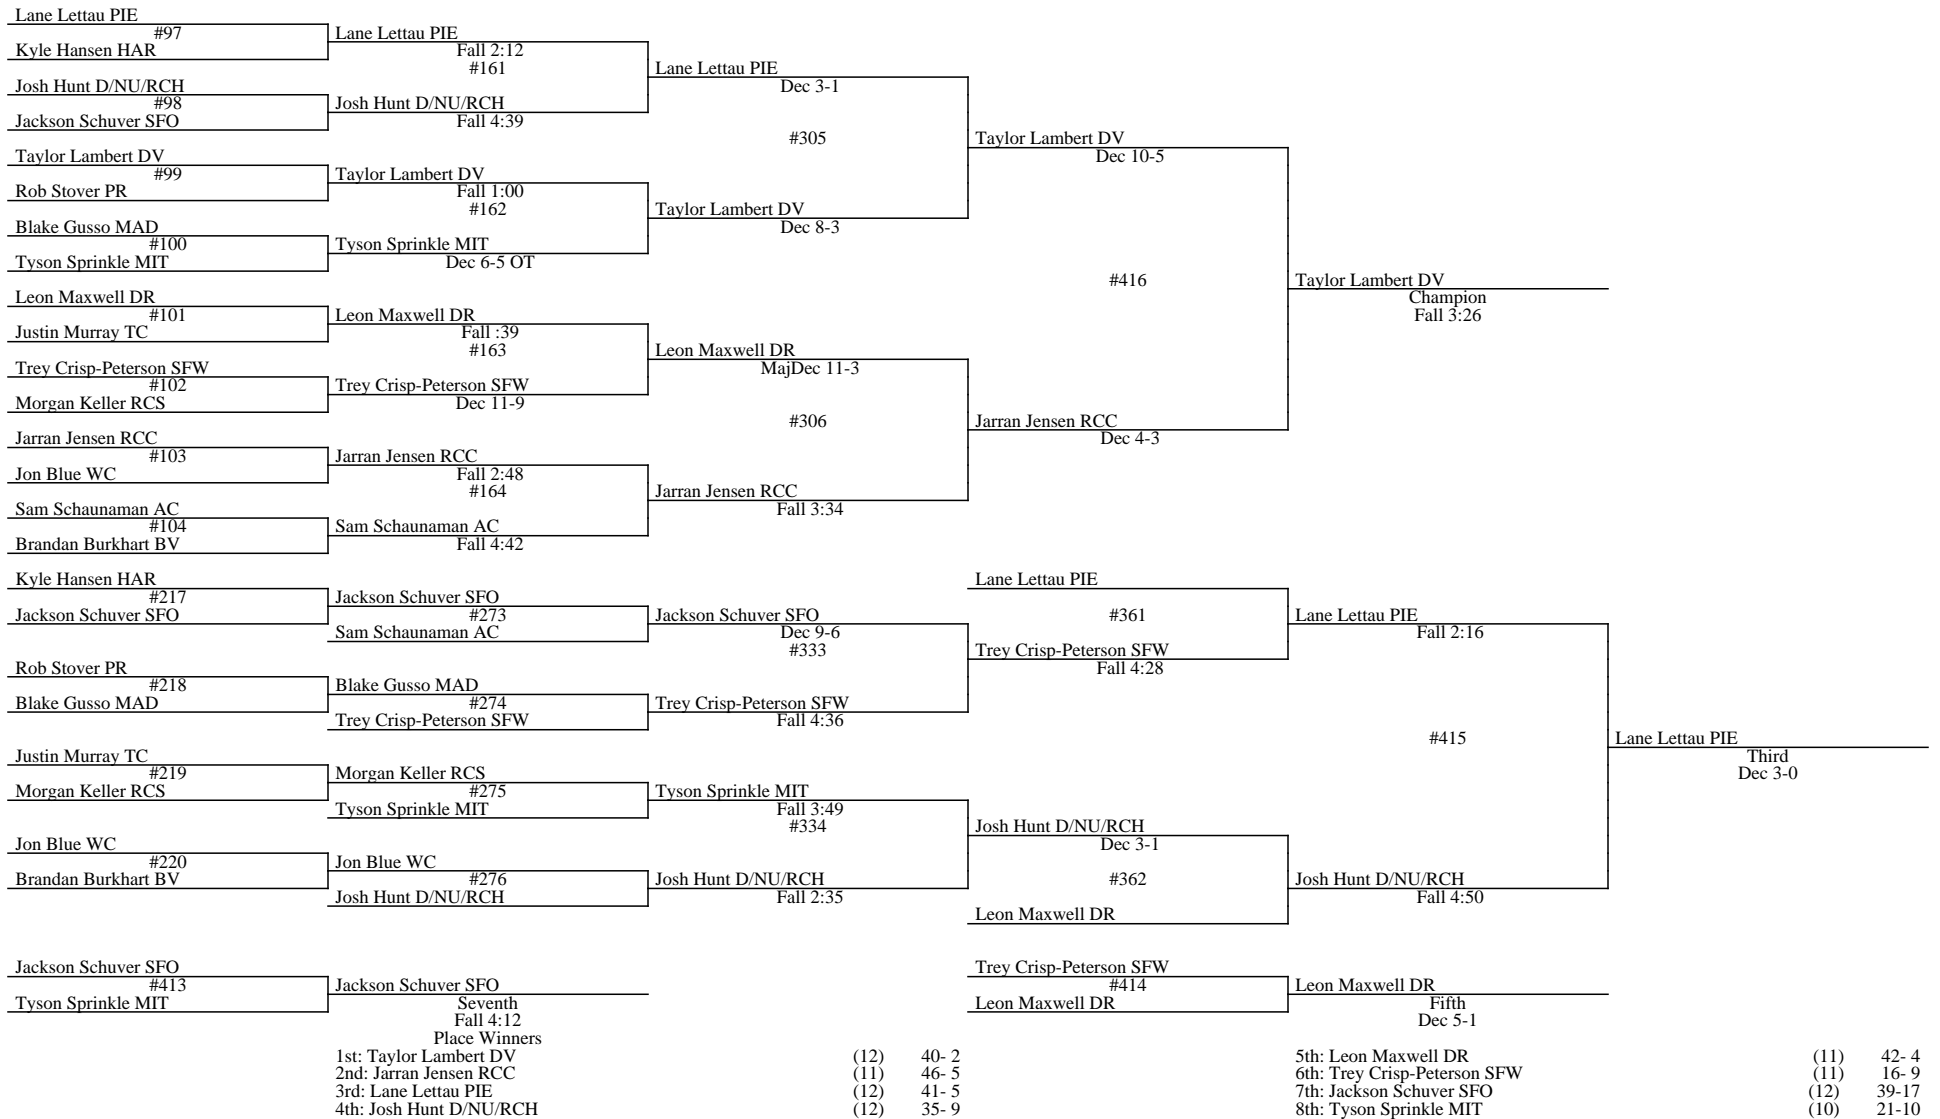 Lane Lettau PIE
#97
Kyle Hansen HAR
Josh Hunt D/NU/RCH
#98
Jackson Schuver SFO
Taylor Lambert DV
#99
Rob Stover PR
Blake Gusso MAD
#100
Tyson Sprinkle MIT
Leon Maxwell DR
#101
Justin Murray TC
Trey Crisp-Peterson SFW
#102
Morgan Keller RCS
Jarran Jensen RCC
#103
Jon Blue WC
Sam Schaunaman AC
#104
Brandan Burkhart BV
Lane Lettau PIE
Fall 2:12
#161
Josh Hunt D/NU/RCH
Fall 4:39
Taylor Lambert DV
Fall 1:00
#162
Tyson Sprinkle MIT
Dec 6-5 OT
Leon Maxwell DR
Fall :39
#163
Trey Crisp-Peterson SFW
Dec 11-9
Jarran Jensen RCC
Fall 2:48
#164
Sam Schaunaman AC
Fall 4:42
Lane Lettau PIE
Dec 3-1
#305
Taylor Lambert DV
Dec 8-3
Leon Maxwell DR
MajDec 11-3
#306
Jarran Jensen RCC
Fall 3:34
Taylor Lambert DV
Dec 10-5
#416
Jarran Jensen RCC
Dec 4-3
Taylor Lambert DV
Champion
Fall 3:26
Kyle Hansen HAR
#217
Jackson Schuver SFO
Rob Stover PR
#218
Blake Gusso MAD
Justin Murray TC
#219
Morgan Keller RCS
Jon Blue WC
#220
Brandan Burkhart BV
Jackson Schuver SFO
#273
Sam Schaunaman AC
Blake Gusso MAD
#274
Trey Crisp-Peterson SFW
Morgan Keller RCS
#275
Tyson Sprinkle MIT
Jon Blue WC
#276
Josh Hunt D/NU/RCH
Jackson Schuver SFO
Dec 9-6
#333
Trey Crisp-Peterson SFW
Fall 4:36
Tyson Sprinkle MIT
Fall 3:49
#334
Josh Hunt D/NU/RCH
Fall 2:35
Lane Lettau PIE
#361
Trey Crisp-Peterson SFW
Fall 4:28
Josh Hunt D/NU/RCH
Dec 3-1
#362
Leon Maxwell DR
Lane Lettau PIE
Fall 2:16
#415
Josh Hunt D/NU/RCH
Fall 4:50
Lane Lettau PIE
Third
Dec 3-0
Jackson Schuver SFO
#413
Tyson Sprinkle MIT
Jackson Schuver SFO
Seventh
Fall 4:12
Trey Crisp-Peterson SFW
#414
Leon Maxwell DR
Leon Maxwell DR
Fifth
Dec 5-1
Place Winners
1st: Taylor Lambert DV (12) 40- 2
2nd: Jarran Jensen RCC (11) 46- 5
3rd: Lane Lettau PIE (12) 41- 5
4th: Josh Hunt D/NU/RCH (12) 35- 9
5th: Leon Maxwell DR (11) 42- 4
6th: Trey Crisp-Peterson SFW (11) 16- 9
7th: Jackson Schuver SFO (12) 39-17
8th: Tyson Sprinkle MIT (10) 21-10